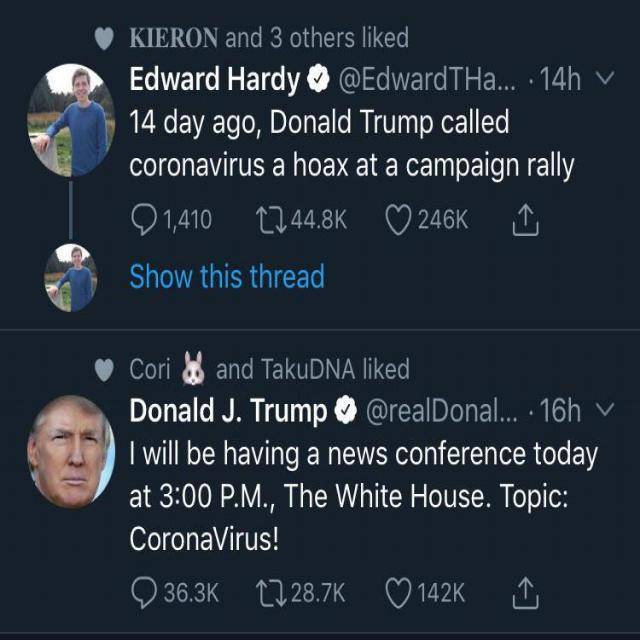 KIERON and 3 others liked
Edward Hardy @EdwardTHa... · 14h
14 day ago, Donald Trump called
coronavirus a hoax at a campaign rally
1,410 44.8K 246K
Show this thread
Cori 🐰 and TakuDNA liked
Donald J. Trump @realDonal... · 16h
I will be having a news conference today
at 3:00 P.M., The White House. Topic:
CoronaVirus!
36.3K 28.7K 142K